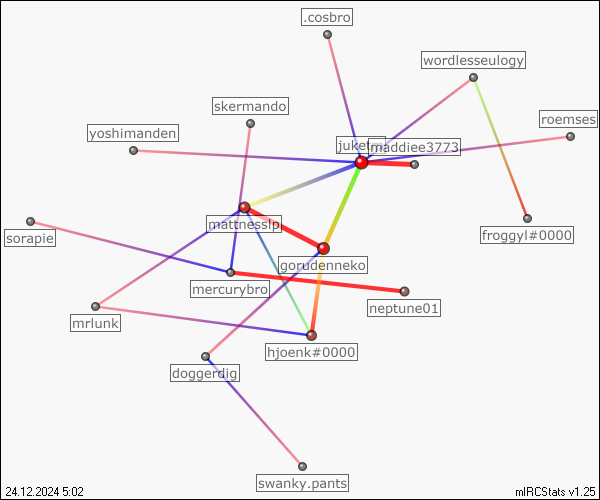 .cosbro
wordlesseulogy
skermando
roemses
yoshimanden
maddiee3773
mattnesslp
froggyl#0000
sorapie
gorudenneko
mercurybro
neptune01
mrlunk
hjoenk#0000
doggerdig
swanky.pants
24.12.2024 5:02
mIRCStats v1.25